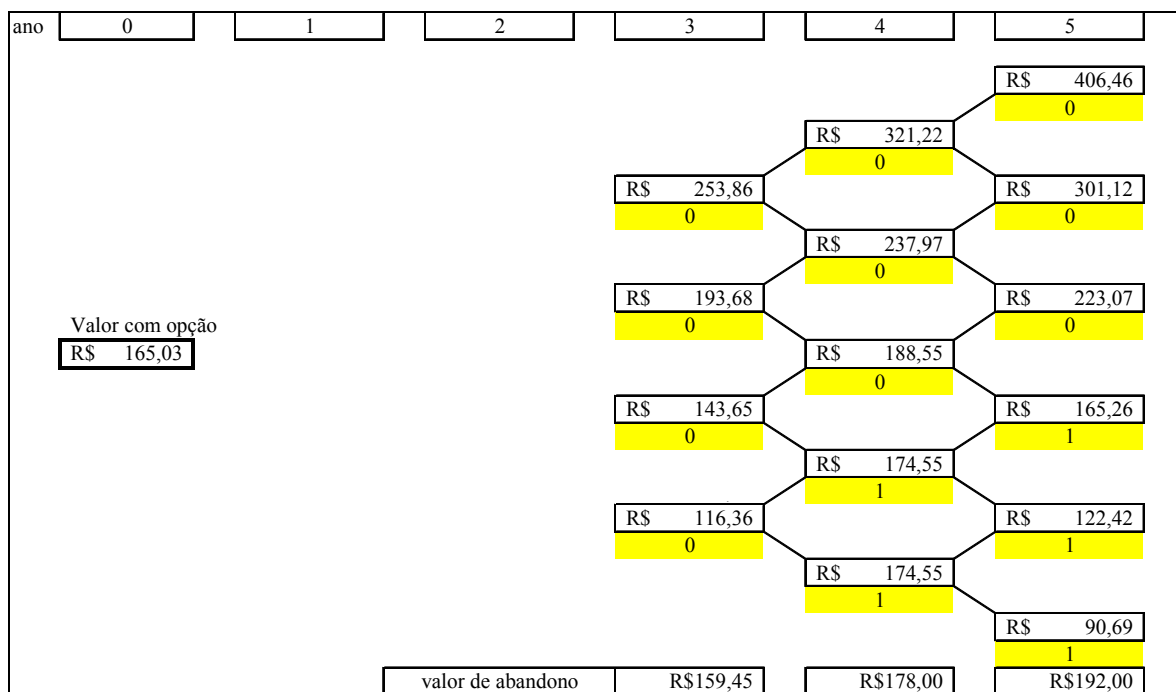 ano 0 1 2 3 4 5
R$ 406,46
0
R$ 321,22
0
R$ 253,86 R$ 301,12
0 0
R$ 237,97
0
R$ 193,68 R$ 223,07
Valor com opção 0 0
R$ 165,03 R$ 188,55
0
R$ 143,65 R$ 165,26
0 1
R$ 174,55
1
R$ 116,36 R$ 122,42
0 1
R$ 174,55
1
R$ 90,69
1
valor de abandono R$159,45 R$178,00 R$192,00